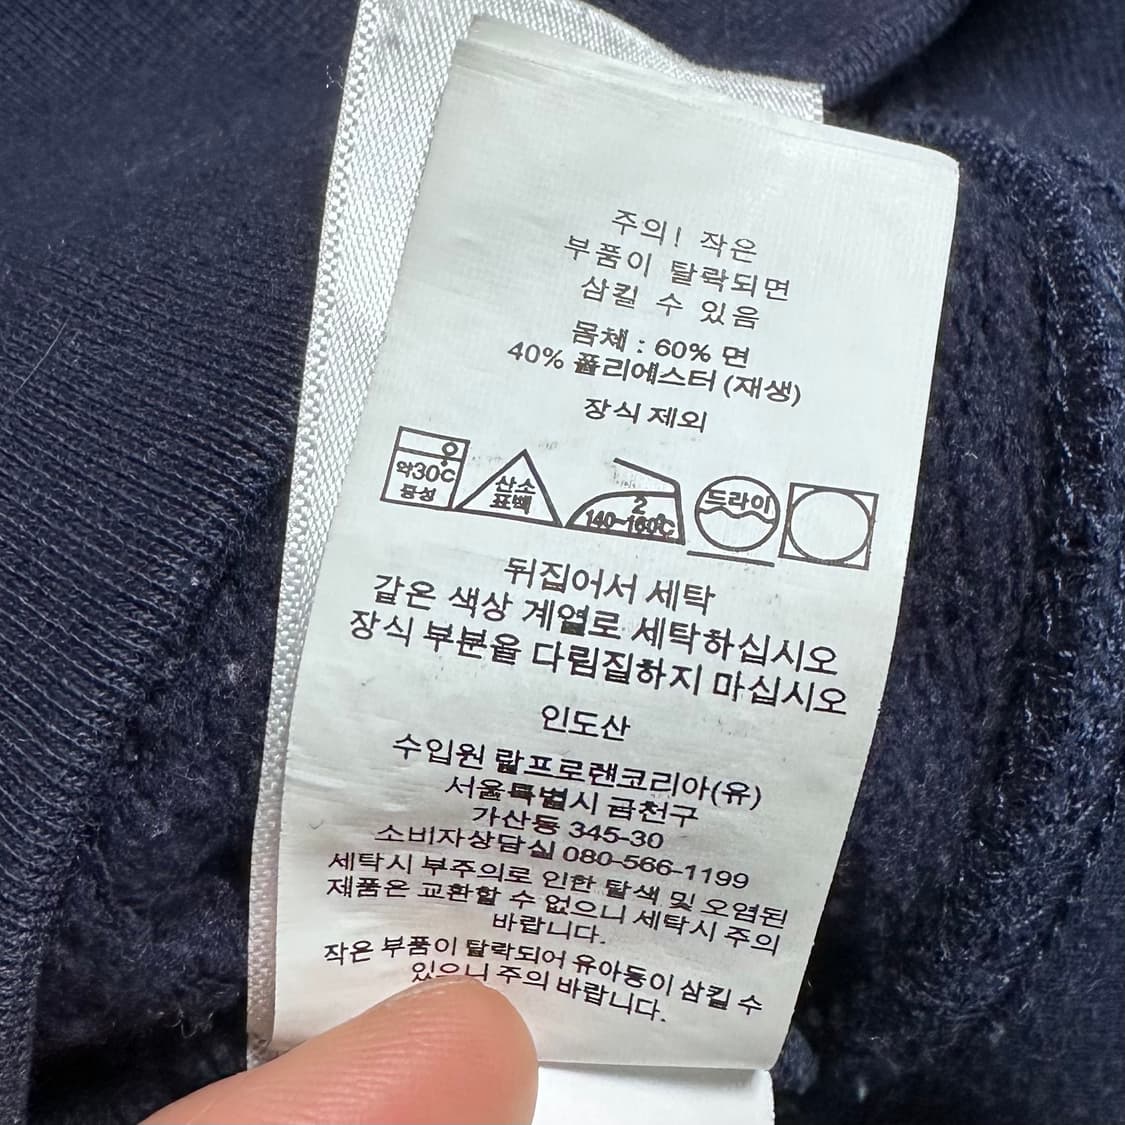 주의! 작은
부품이 탈락되면
삼킬 수 있음
몸체 : 60% 면
40% 폴리에스터 (재생)
장식 제외
약30℃
중성
산소
표백
2
140~160℃
드라이
뒤집어서 세탁
같은 색상 계열로 세탁하십시오
장식 부분을 다림질하지 마십시오
인도산
수입원 랄프로렌코리아(유)
서울특별시 금천구
가산동 345-30
소비자상담실 080-566-1199
세탁시 부주의로 인한 탈색 및 오염된
제품은 교환할 수 없으니 세탁시 주의
바랍니다.
작은 부품이 탈락되어 유아등이 삼킬 수
있으니 주의 바랍니다.